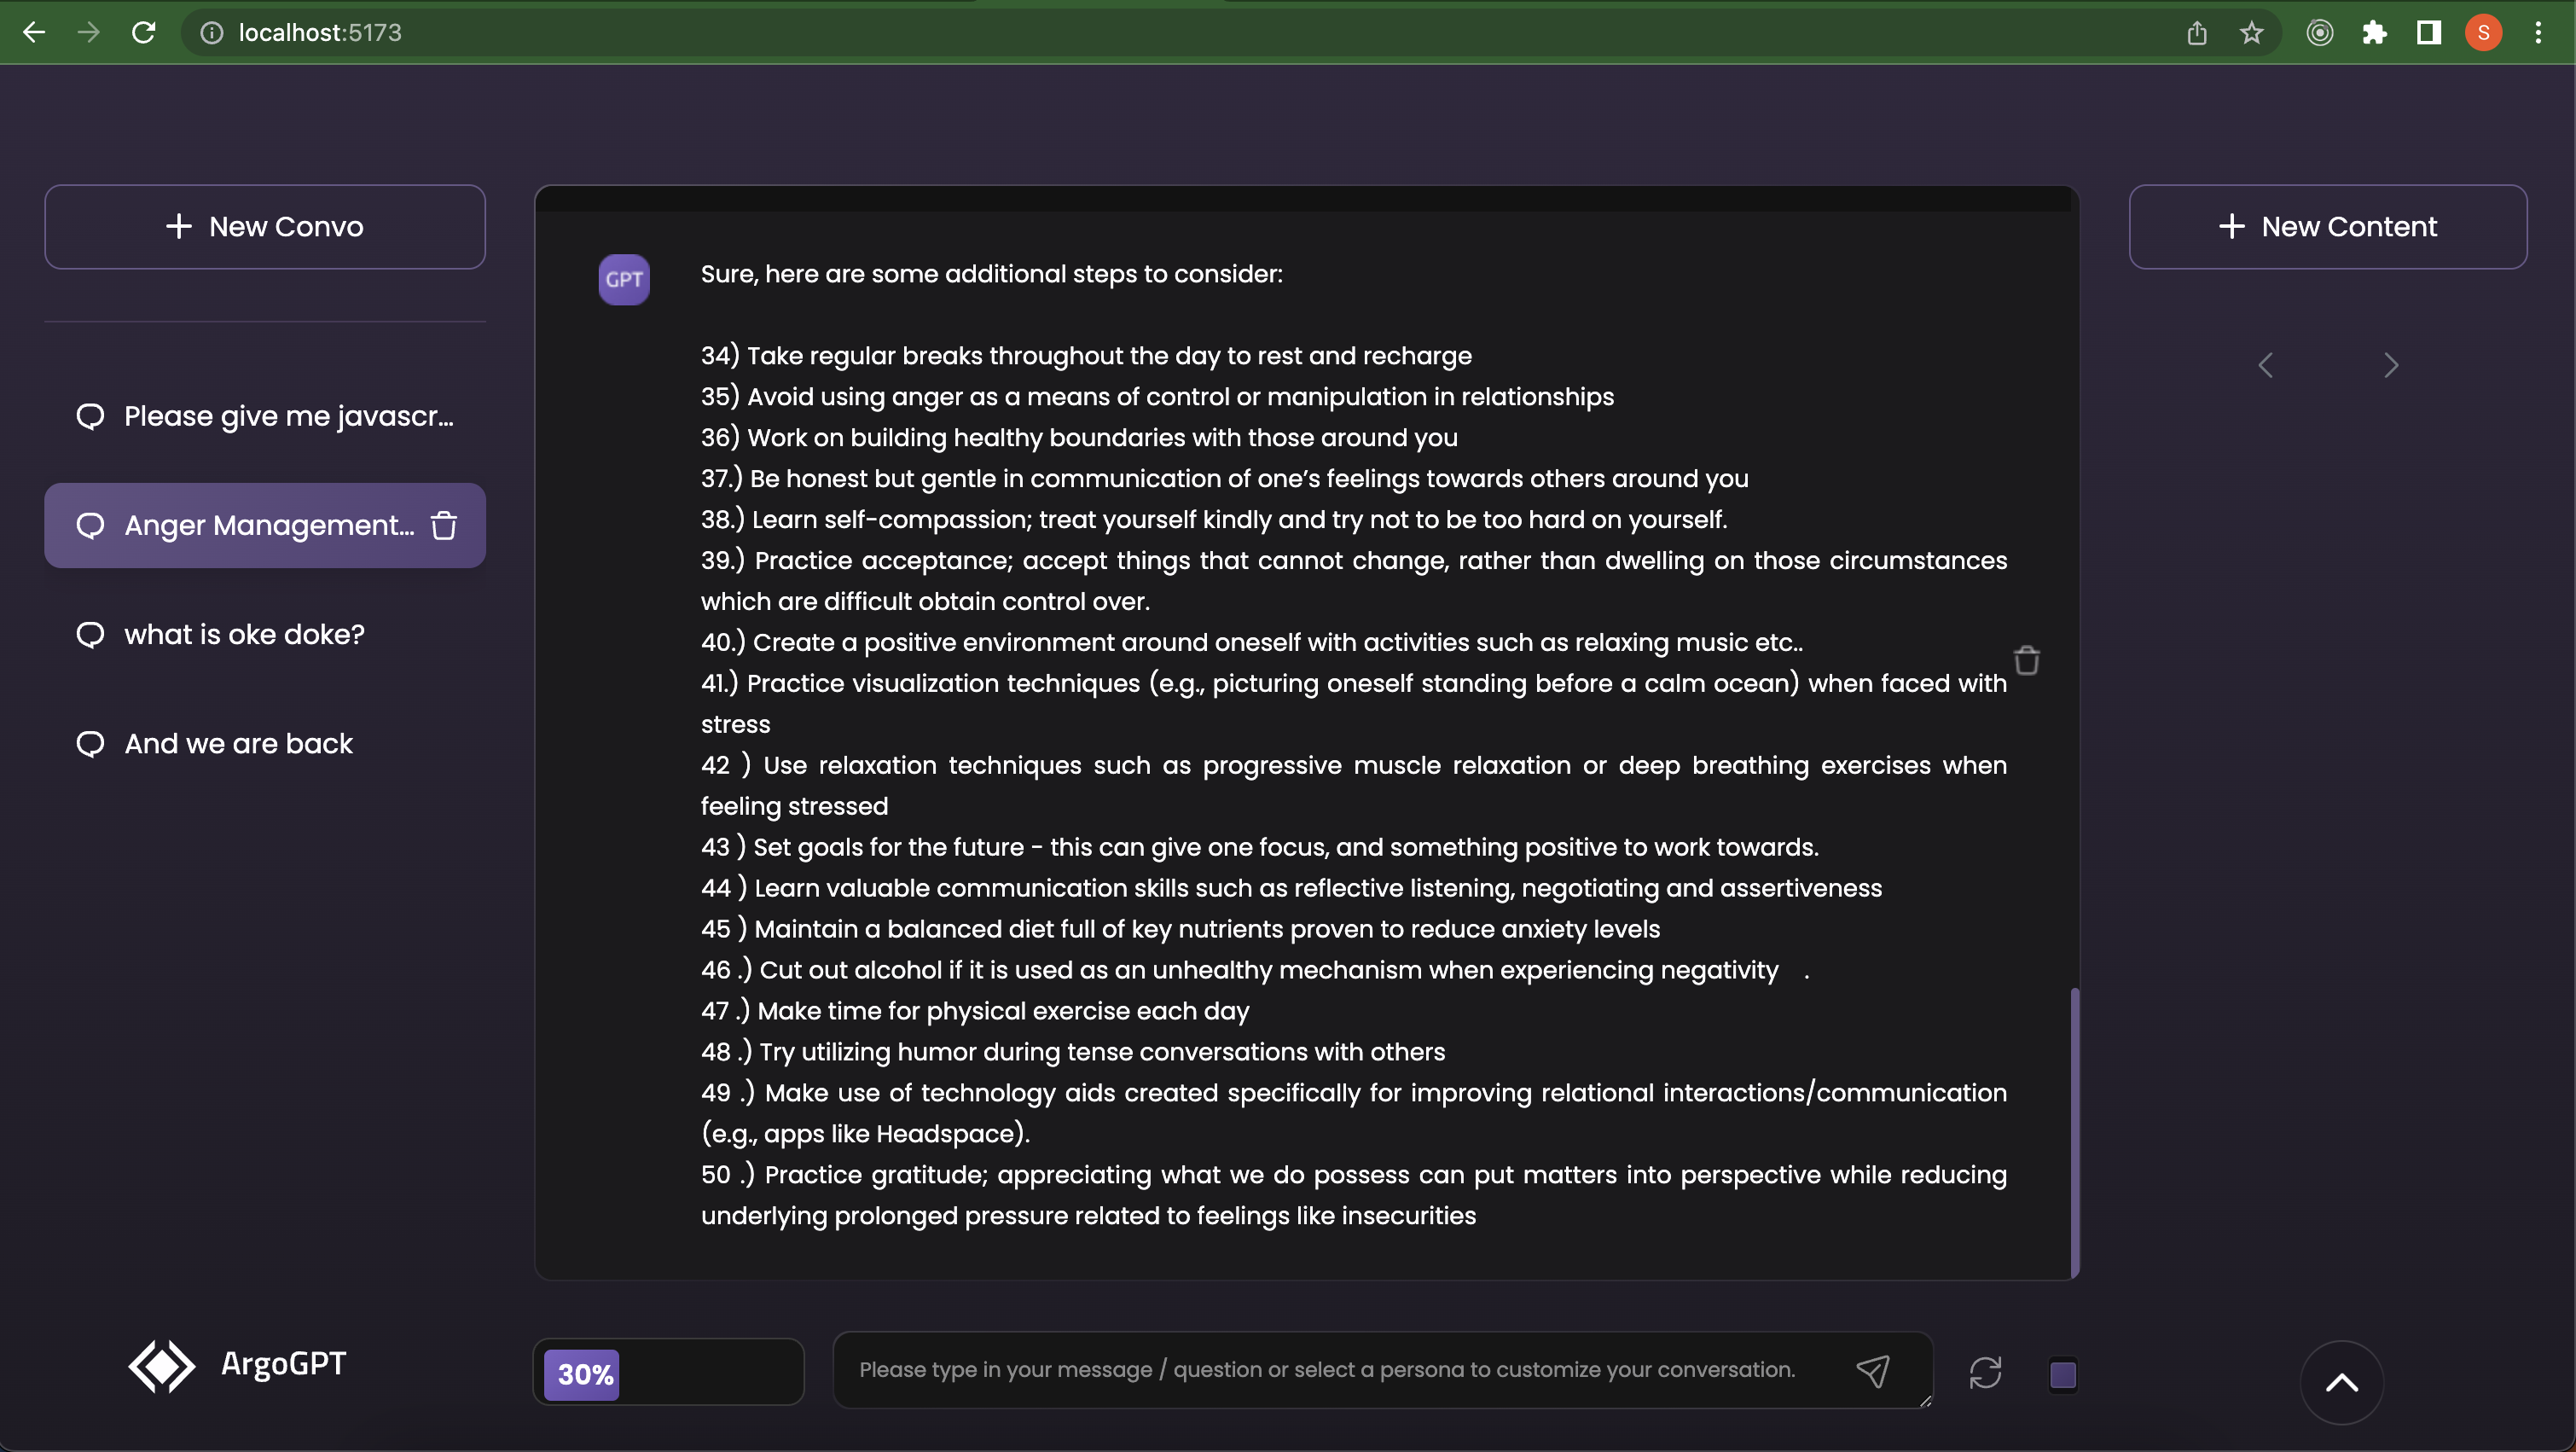 localhost:5173
S
New Convo
New Content
Please give me javascr...
Anger Management...
what is oke doke?
And we are back
GPT
Sure, here are some additional steps to consider:
34) Take regular breaks throughout the day to rest and recharge
35) Avoid using anger as a means of control or manipulation in relationships
36) Work on building healthy boundaries with those around you
37.) Be honest but gentle in communication of one’s feelings towards others around you
38.) Learn self-compassion; treat yourself kindly and try not to be too hard on yourself.
39.) Practice acceptance; accept things that cannot change, rather than dwelling on those circumstances
which are difficult obtain control over.
40.) Create a positive environment around oneself with activities such as relaxing music etc..
41.) Practice visualization techniques (e.g., picturing oneself standing before a calm ocean) when faced with
stress
42 ) Use relaxation techniques such as progressive muscle relaxation or deep breathing exercises when
feeling stressed
43 ) Set goals for the future - this can give one focus, and something positive to work towards.
44 ) Learn valuable communication skills such as reflective listening, negotiating and assertiveness
45 ) Maintain a balanced diet full of key nutrients proven to reduce anxiety levels
46 .) Cut out alcohol if it is used as an unhealthy mechanism when experiencing negativity .
47 .) Make time for physical exercise each day
48 .) Try utilizing humor during tense conversations with others
49 .) Make use of technology aids created specifically for improving relational interactions/communication
(e.g., apps like Headspace).
50 .) Practice gratitude; appreciating what we do possess can put matters into perspective while reducing
underlying prolonged pressure related to feelings like insecurities
ArgoGPT
30%
Please type in your message / question or select a persona to customize your conversation.